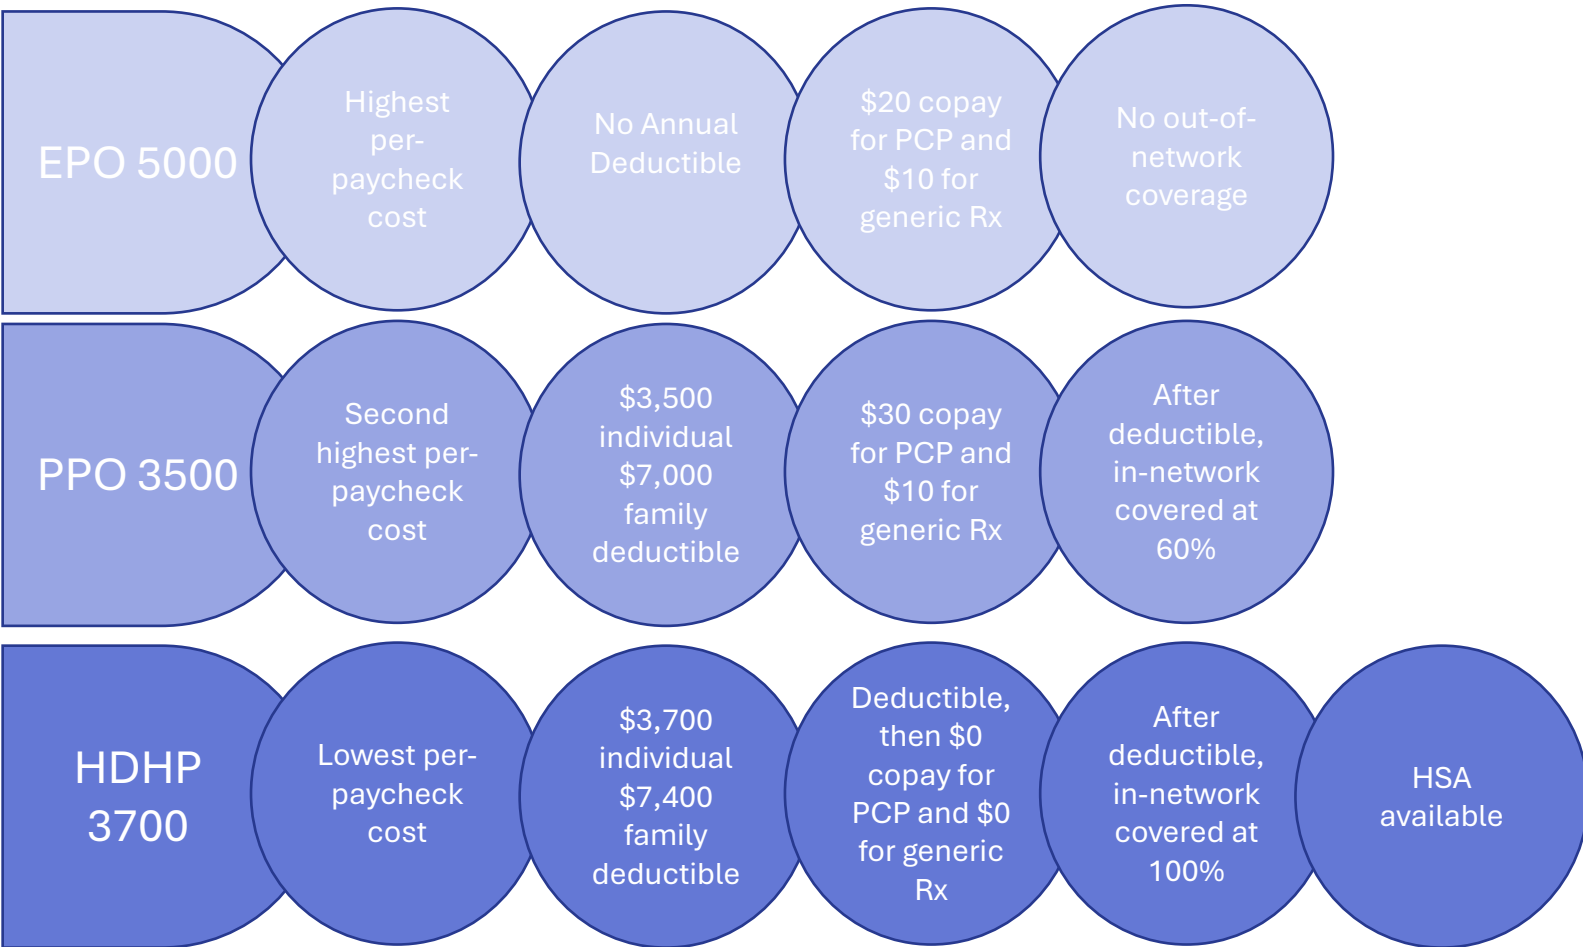 EPO 5000
Highest
per-
paycheck
cost
No Annual
Deductible
$20 copay
for PCP and
$10 for
generic Rx
No out-of-
network
coverage
PPO 3500
Second
highest per-
paycheck
cost
$3,500
individual
$7,000
family
deductible
$30 copay
for PCP and
$10 for
generic Rx
After
deductible,
in-network
covered at
60%
HDHP
3700
Lowest per-
paycheck
cost
$3,700
individual
$7,400
family
deductible
Deductible,
then $0
copay for
PCP and $0
for generic
Rx
After
deductible,
in-network
covered at
100%
HSA
available